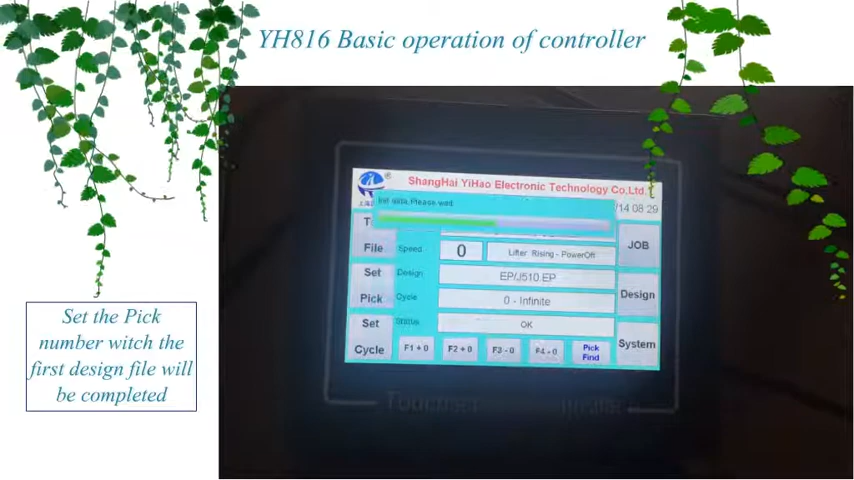 YH816 Basic operation of controller
ShangHai YiHao Electronic Technology Co,Ltd.
Please wait
/14 08 29
File
Speed
0
Lifter Rising - PowerOff
JOB
Set
Pick
Design
EP/J510.EP
Cycle
0 - Infinite
Design
Set
Cycle
Status
OK
System
F1 + 0
F2 + 0
F3 - 0
F4 - 0
Pick
Find
Set the Pick
number witch the
first design file will
be completed